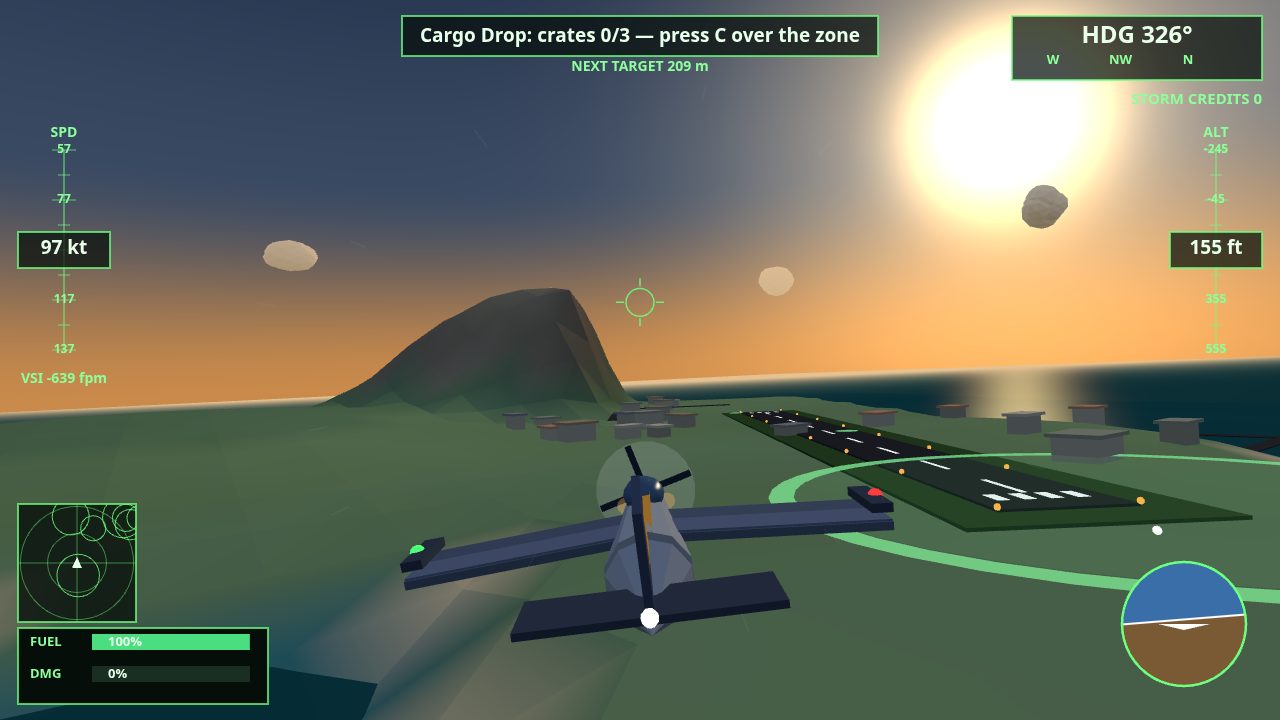 Cargo Drop: crates 0/3 — press C over the zone
NEXT TARGET 209 m
HDG 326°
W NW N
STORM CREDITS 0
SPD
57
77
97 kt
117
137
VSI -639 fpm
ALT
-245
-45
155 ft
355
555
FUEL 100%
DMG 0%